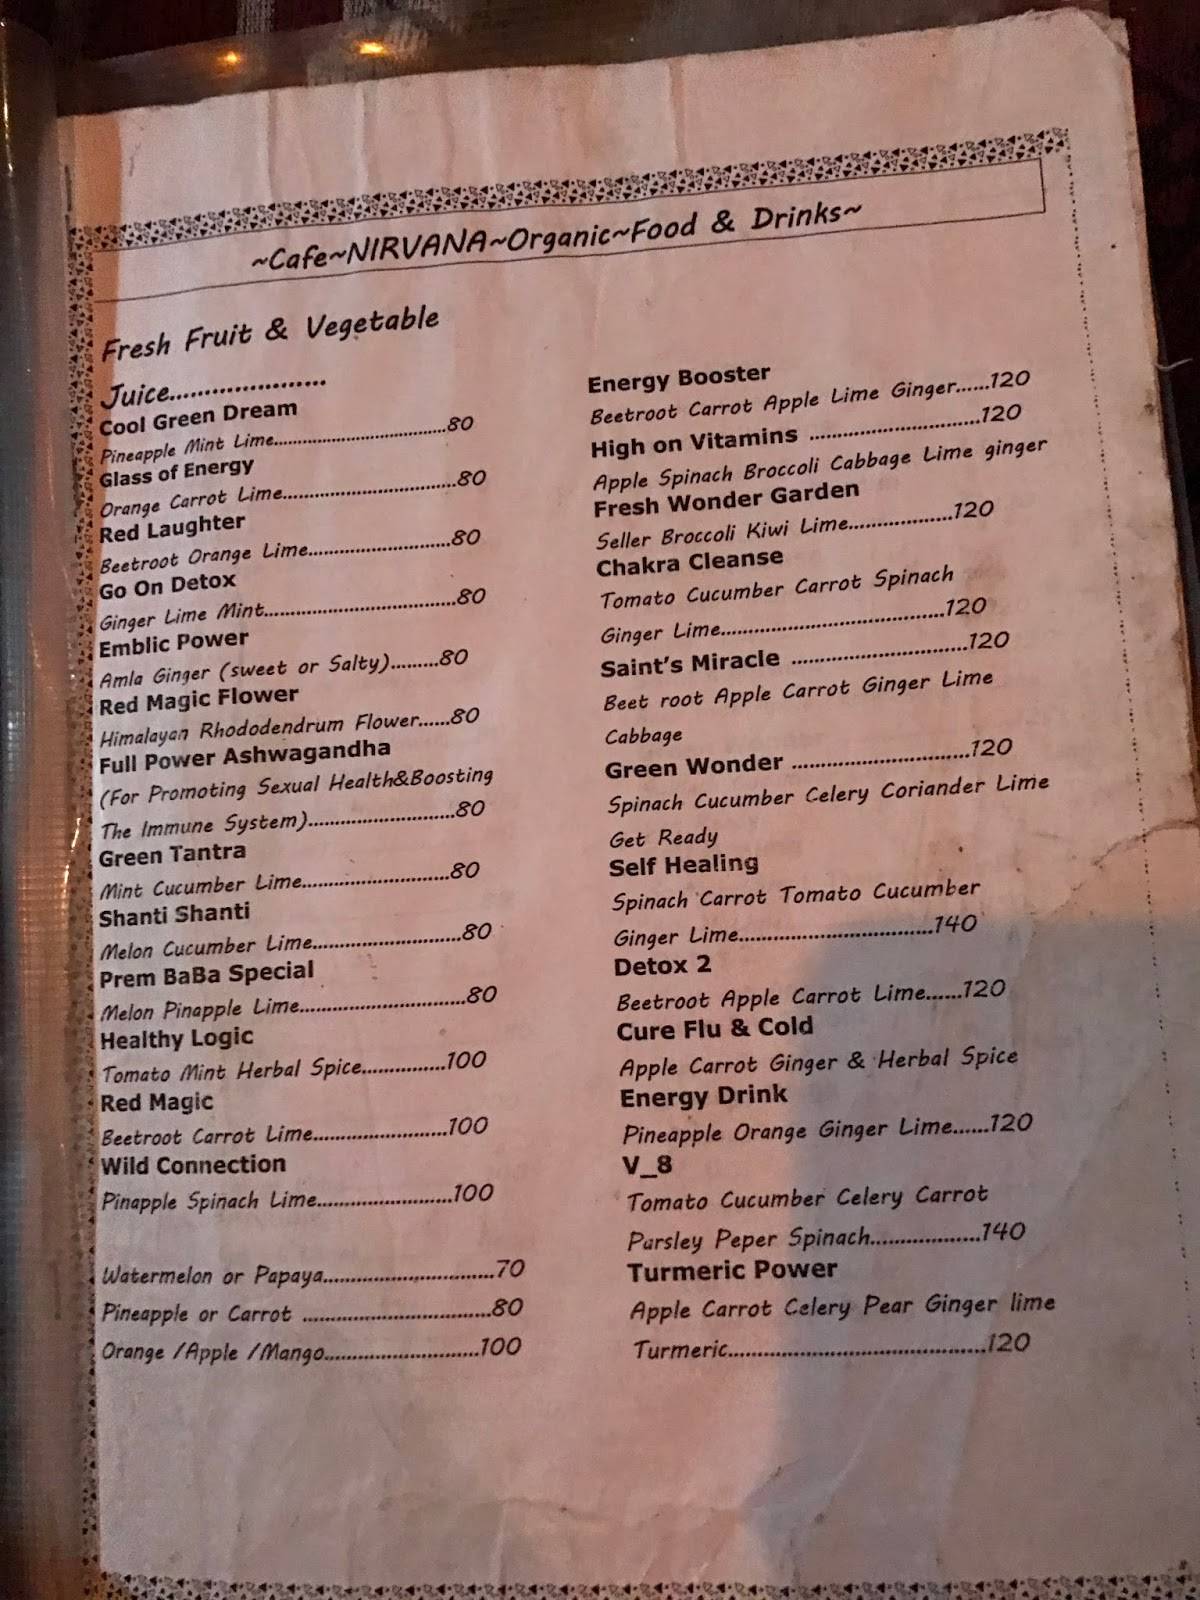 ~Cafe~NIRVANA~Organic~Food & Drinks~
Fresh Fruit & Vegetable
Juice.....................
Cool Green Dream
Pineapple Mint Lime...................................80
Glass of Energy
Orange Carrot Lime...................................80
Red Laughter
Beetroot Orange Lime.............................80
Go On Detox
Ginger Lime Mint.......................................80
Emblic Power
Amla Ginger (sweet or Salty).........80
Red Magic Flower
Himalayan Rhododendrum Flower......80
Full Power Ashwagandha
(For Promoting Sexual Health&Boosting
The Immune System).............................80
Green Tantra
Mint Cucumber Lime..............................80
Shanti Shanti
Melon Cucumber Lime.............................80
Prem BaBa Special
Melon Pinapple Lime.................................80
Healthy Logic
Tomato Mint Herbal Spice.................100
Red Magic
Beetroot Carrot Lime...........................100
Wild Connection
Pinapple Spinach Lime...........................100
Watermelon or Papaya..................................70
Pineapple or Carrot .....................................80
Orange /Apple /Mango...............................100
Energy Booster
Beetroot Carrot Apple Lime Ginger......120
High on Vitamins .............................120
Apple Spinach Broccoli Cabbage Lime ginger
Fresh Wonder Garden
Seller Broccoli Kiwi Lime..................120
Chakra Cleanse
Tomato Cucumber Carrot Spinach
Ginger Lime......................................120
Saint's Miracle ..............................120
Beet root Apple Carrot Ginger Lime
Cabbage
Green Wonder ..............................120
Spinach Cucumber Celery Coriander Lime
Get Ready
Self Healing
Spinach Carrot Tomato Cucumber
Ginger Lime.................................140
Detox 2
Beetroot Apple Carrot Lime......120
Cure Flu & Cold
Apple Carrot Ginger & Herbal Spice
Energy Drink
Pineapple Orange Ginger Lime......120
V_8
Tomato Cucumber Celery Carrot
Parsley Peper Spinach...................140
Turmeric Power
Apple Carrot Celery Pear Ginger lime
Turmeric............................................120